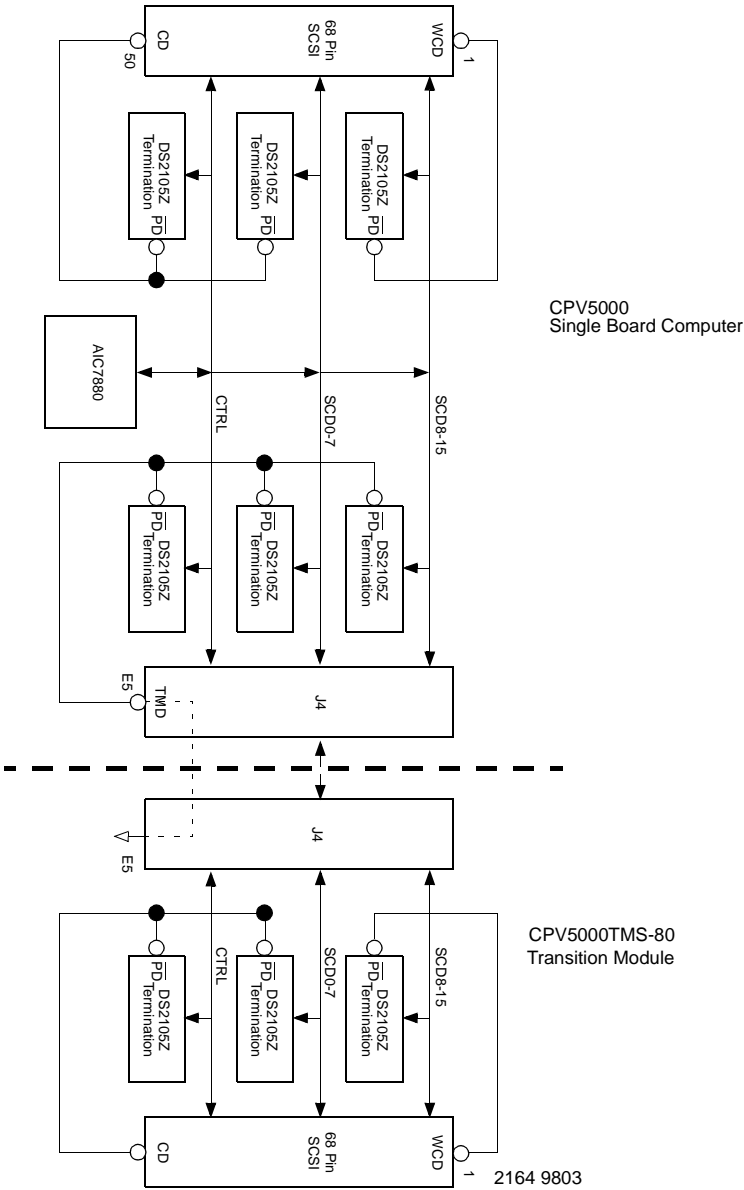 CD
68 Pin
SCSI
WCD
50
1
DS2105Z
Termination
PD
DS2105Z
Termination
PD
DS2105Z
Termination
PD
CPV5000
Single Board Computer
AIC7880
CTRL
SCD0-7
SCD8-15
PD
DS2105Z
Termination
PD
DS2105Z
Termination
PD
DS2105Z
Termination
E5
TMD
J4
J4
E5
CTRL
SCD0-7
SCD8-15
CPV5000TMS-80
Transition Module
PD
DS2105Z
Termination
PD
DS2105Z
Termination
PD
DS2105Z
Termination
CD
68 Pin
SCSI
WCD
1
2164 9803